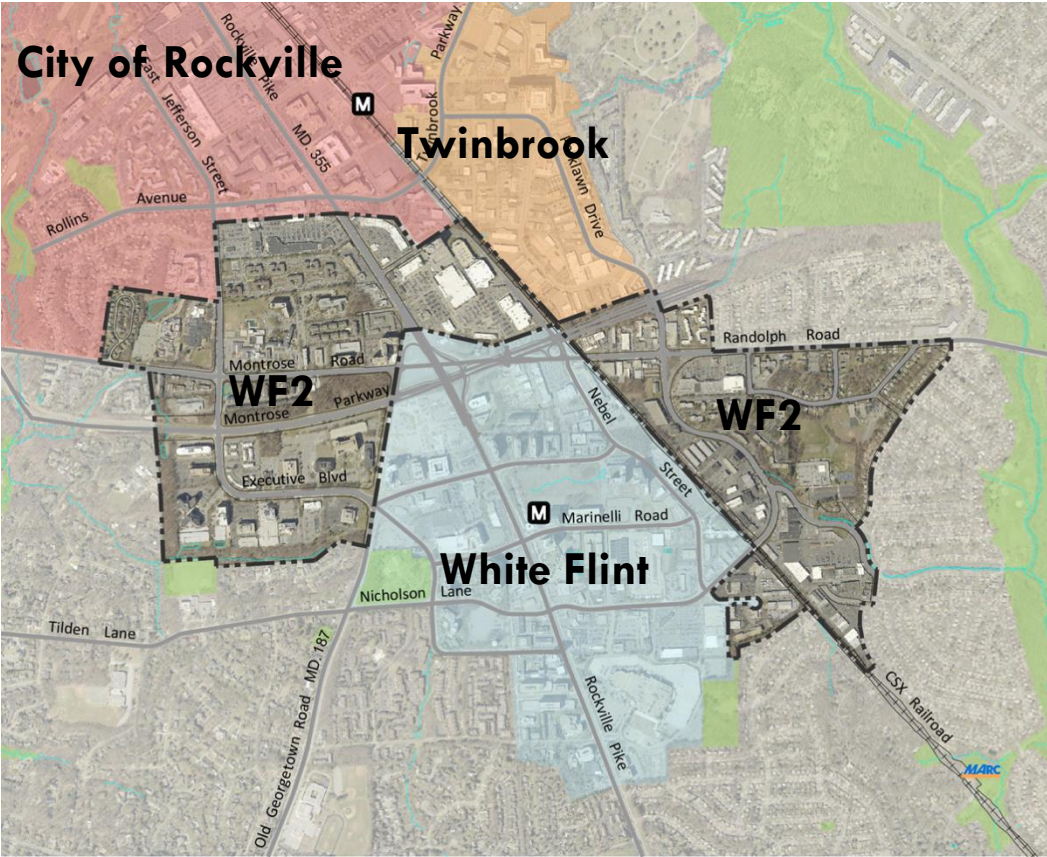 City of Rockville
Rockville Pike
MD. 355
East Jefferson Street
Twinbrook Parkway
M
Twinbrook
Parklawn Drive
Rollins Avenue
Randolph Road
Montrose Road
WF2
WF2
Montrose Parkway
Nebel Street
Executive Blvd
M
Marinelli Road
White Flint
Nicholson Lane
Tilden Lane
Old Georgetown Road MD. 187
Rockville Pike
CSX Railroad
MARC